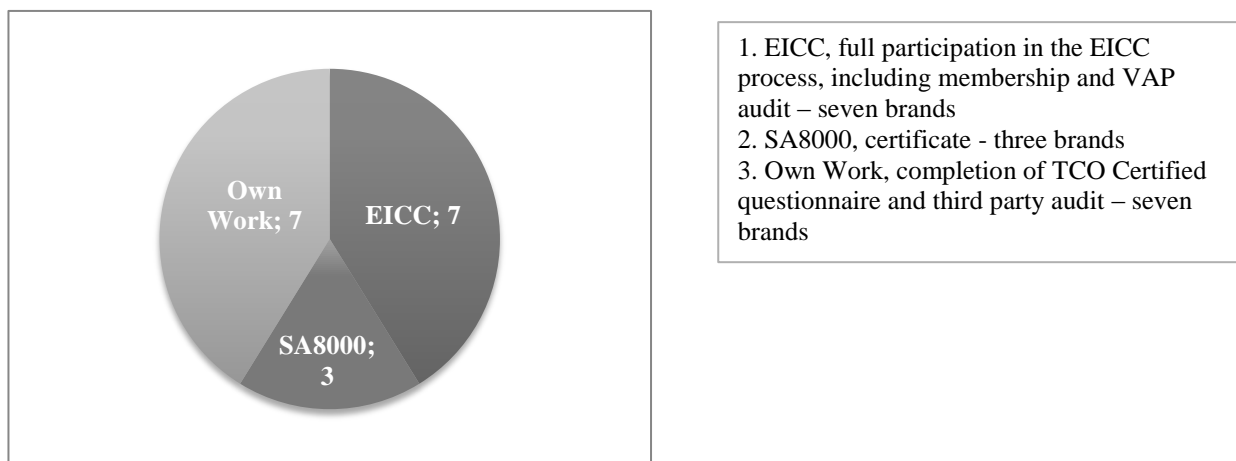 Own
Work; 7
EICC; 7
SA8000;
3
1. EICC, full participation in the EICC
process, including membership and VAP
audit – seven brands
2. SA8000, certificate - three brands
3. Own Work, completion of TCO Certified
questionnaire and third party audit – seven
brands